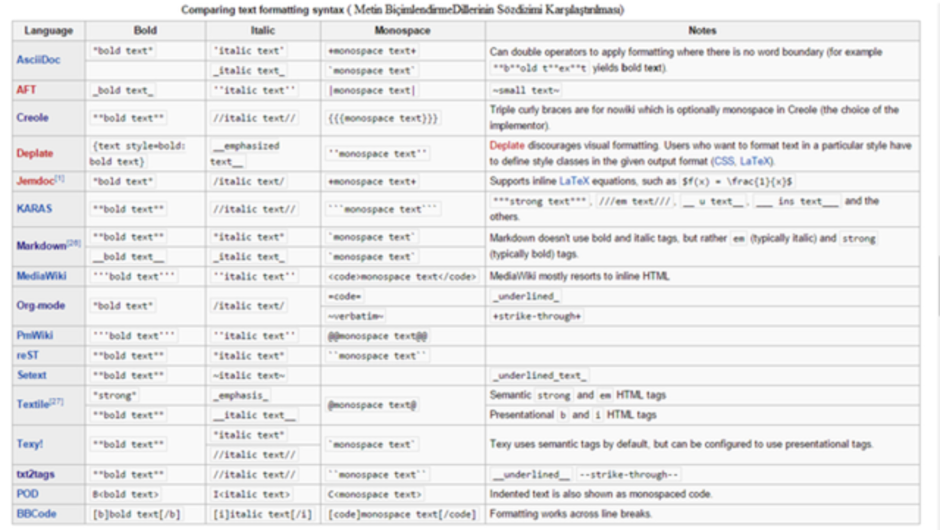 Comparing text formatting syntax ( Metin BiçimlendirmeDillerinin Sözdizimi Karşılaştırılması)
Language Bold Italic Monospace Notes
AsciiDoc *bold text* 'italic text' +monospace text+ Can double operators to apply formatting where there is no word boundary (for example
_italic text_ `monospace text` **b**old t**ex**t yields bold text).
AFT _bold text_ ''italic text'' |monospace text| ~small text~
Creole **bold text** //italic text// {{{monospace text}}} Triple curly braces are for nowiki which is optionally monospace in Creole (the choice of the
implementor).
Deplate {text style=bold: __emphasized ''monospace text'' Deplate discourages visual formatting. Users who want to format text in a particular style have
bold text} text__ to define style classes in the given output format (CSS, LaTeX).
Jemdoc[1] *bold text* /italic text/ +monospace text+ Supports inline LaTeX equations, such as $f(x) = \frac{1}{x}$
KARAS **bold text** //italic text// ```monospace text``` ***strong text***, ///em text///, __ u text__, ___ ins text___ and the
others.
Markdown[26] **bold text** *italic text* `monospace text` Markdown doesn't use bold and italic tags, but rather em (typically italic) and strong
__bold text__ _italic text_ `monospace text` (typically bold) tags.
MediaWiki '''bold text''' ''italic text'' <code>monospace text</code> MediaWiki mostly resorts to inline HTML
Org-mode *bold text* /italic text/ =code= _underlined_
~verbatim~ +strike-through+
PmWiki '''bold text''' ''italic text'' @@monospace text@@
reST **bold text** *italic text* ``monospace text``
Setext **bold text** ~italic text~ _underlined_text_
Textile[27] *strong* _emphasis_ @monospace text@ Semantic strong and em HTML tags
**bold text** __italic text__ Presentational b and i HTML tags
Texy! **bold text** *italic text* `monospace text` Texy uses semantic tags by default, but can be configured to use presentational tags.
//italic text//
txt2tags **bold text** //italic text// ``monospace text`` __underlined__ --strike-through--
POD B<bold text> I<italic text> C<monospace text> Indented text is also shown as monospaced code.
BBCode [b]bold text[/b] [i]italic text[/i] [code]monospace text[/code] Formatting works across line breaks.